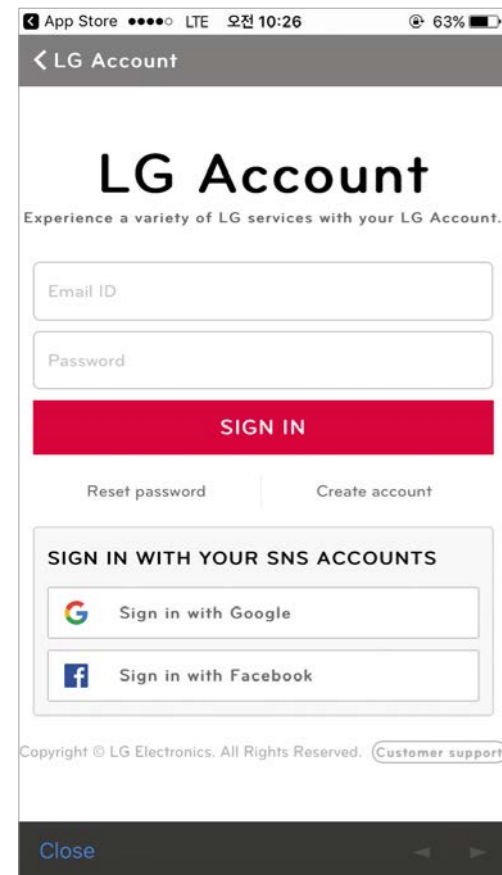 App Store LTE 오전 10:26 63%
LG Account
LG Account
Experience a variety of LG services with your LG Account.
Email ID
Password
SIGN IN
Reset password Create account
SIGN IN WITH YOUR SNS ACCOUNTS
G Sign in with Google
f Sign in with Facebook
Copyright © LG Electronics. All Rights Reserved. Customer support
Close